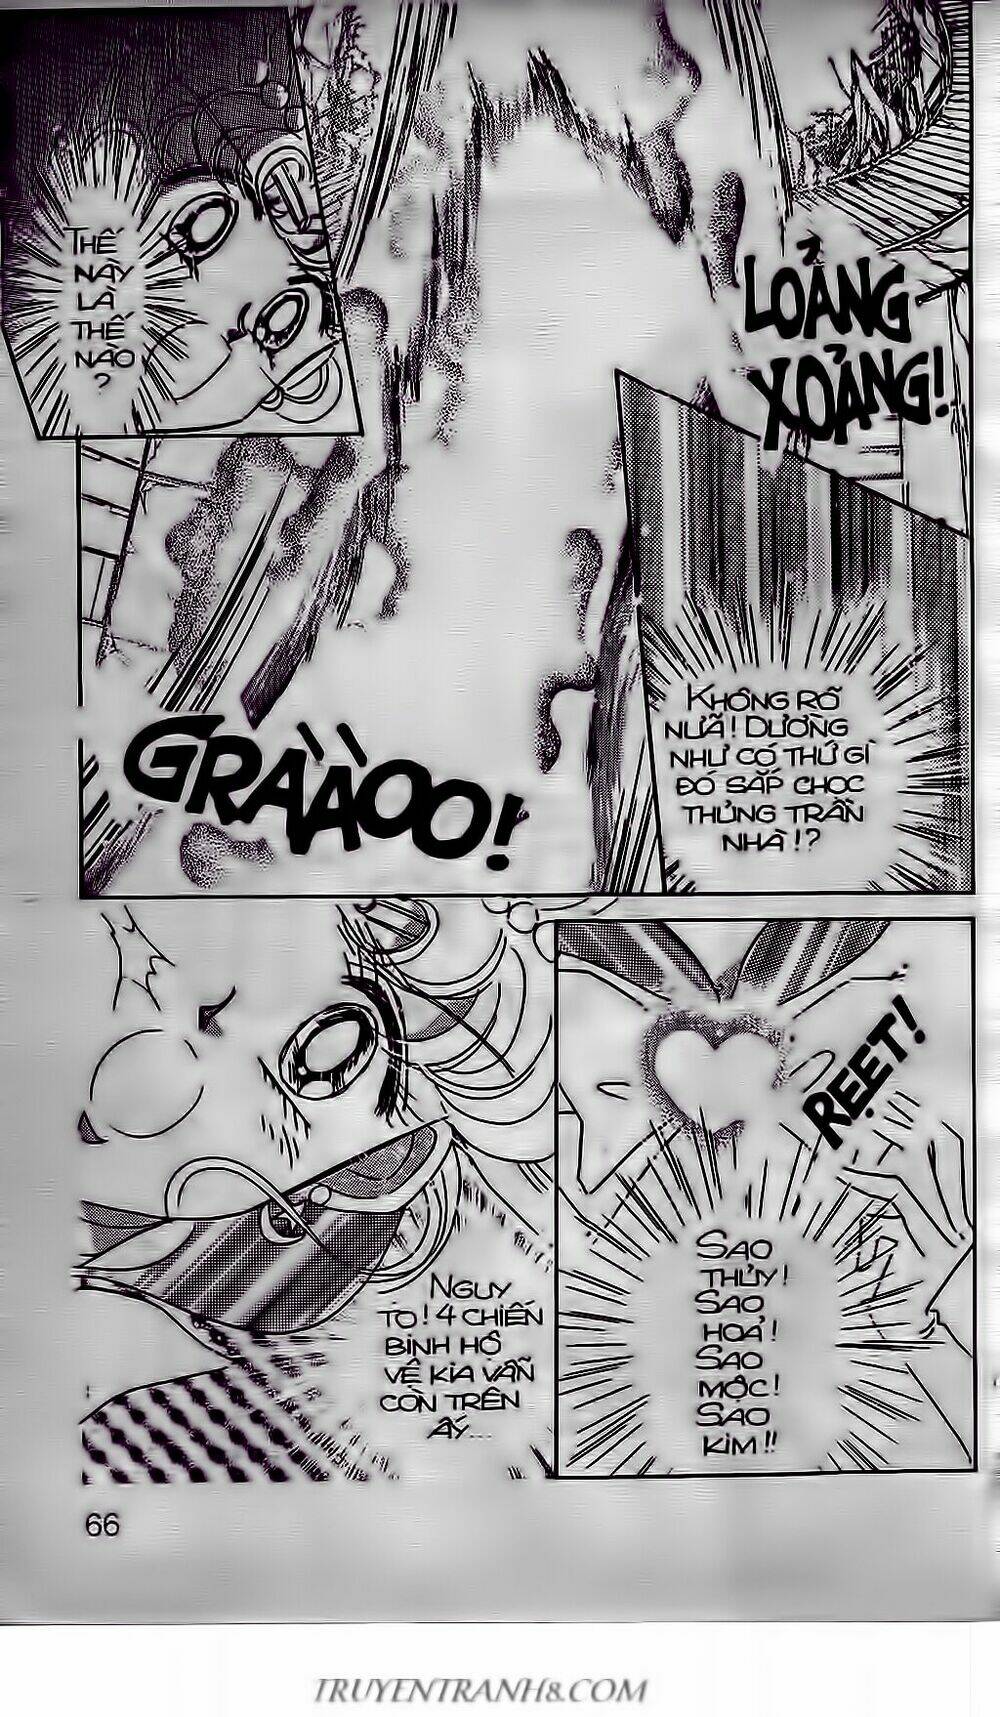 THẾ
NÀY
LÀ
THẾ
NÀO
?
LOẢNG
XOẢNG!
KHÔNG RÕ
NƯÃ! DƯỜNG
NHƯ CÓ THỨ GÌ
ĐÓ SẮP CHỌC
THỦNG TRẦN
NHÀ!?
GRÀÀOO!
NGUY
TO! 4 CHIẾN
BINH HỘ
VỆ KIA VẪN
CÒN TRÊN
ẤY...
REẸT!
SAO
THỦY!
SAO
HOẢ!
SAO
MỘC!
SAO
KIM!!
66
TRUYENTRANH8.COM